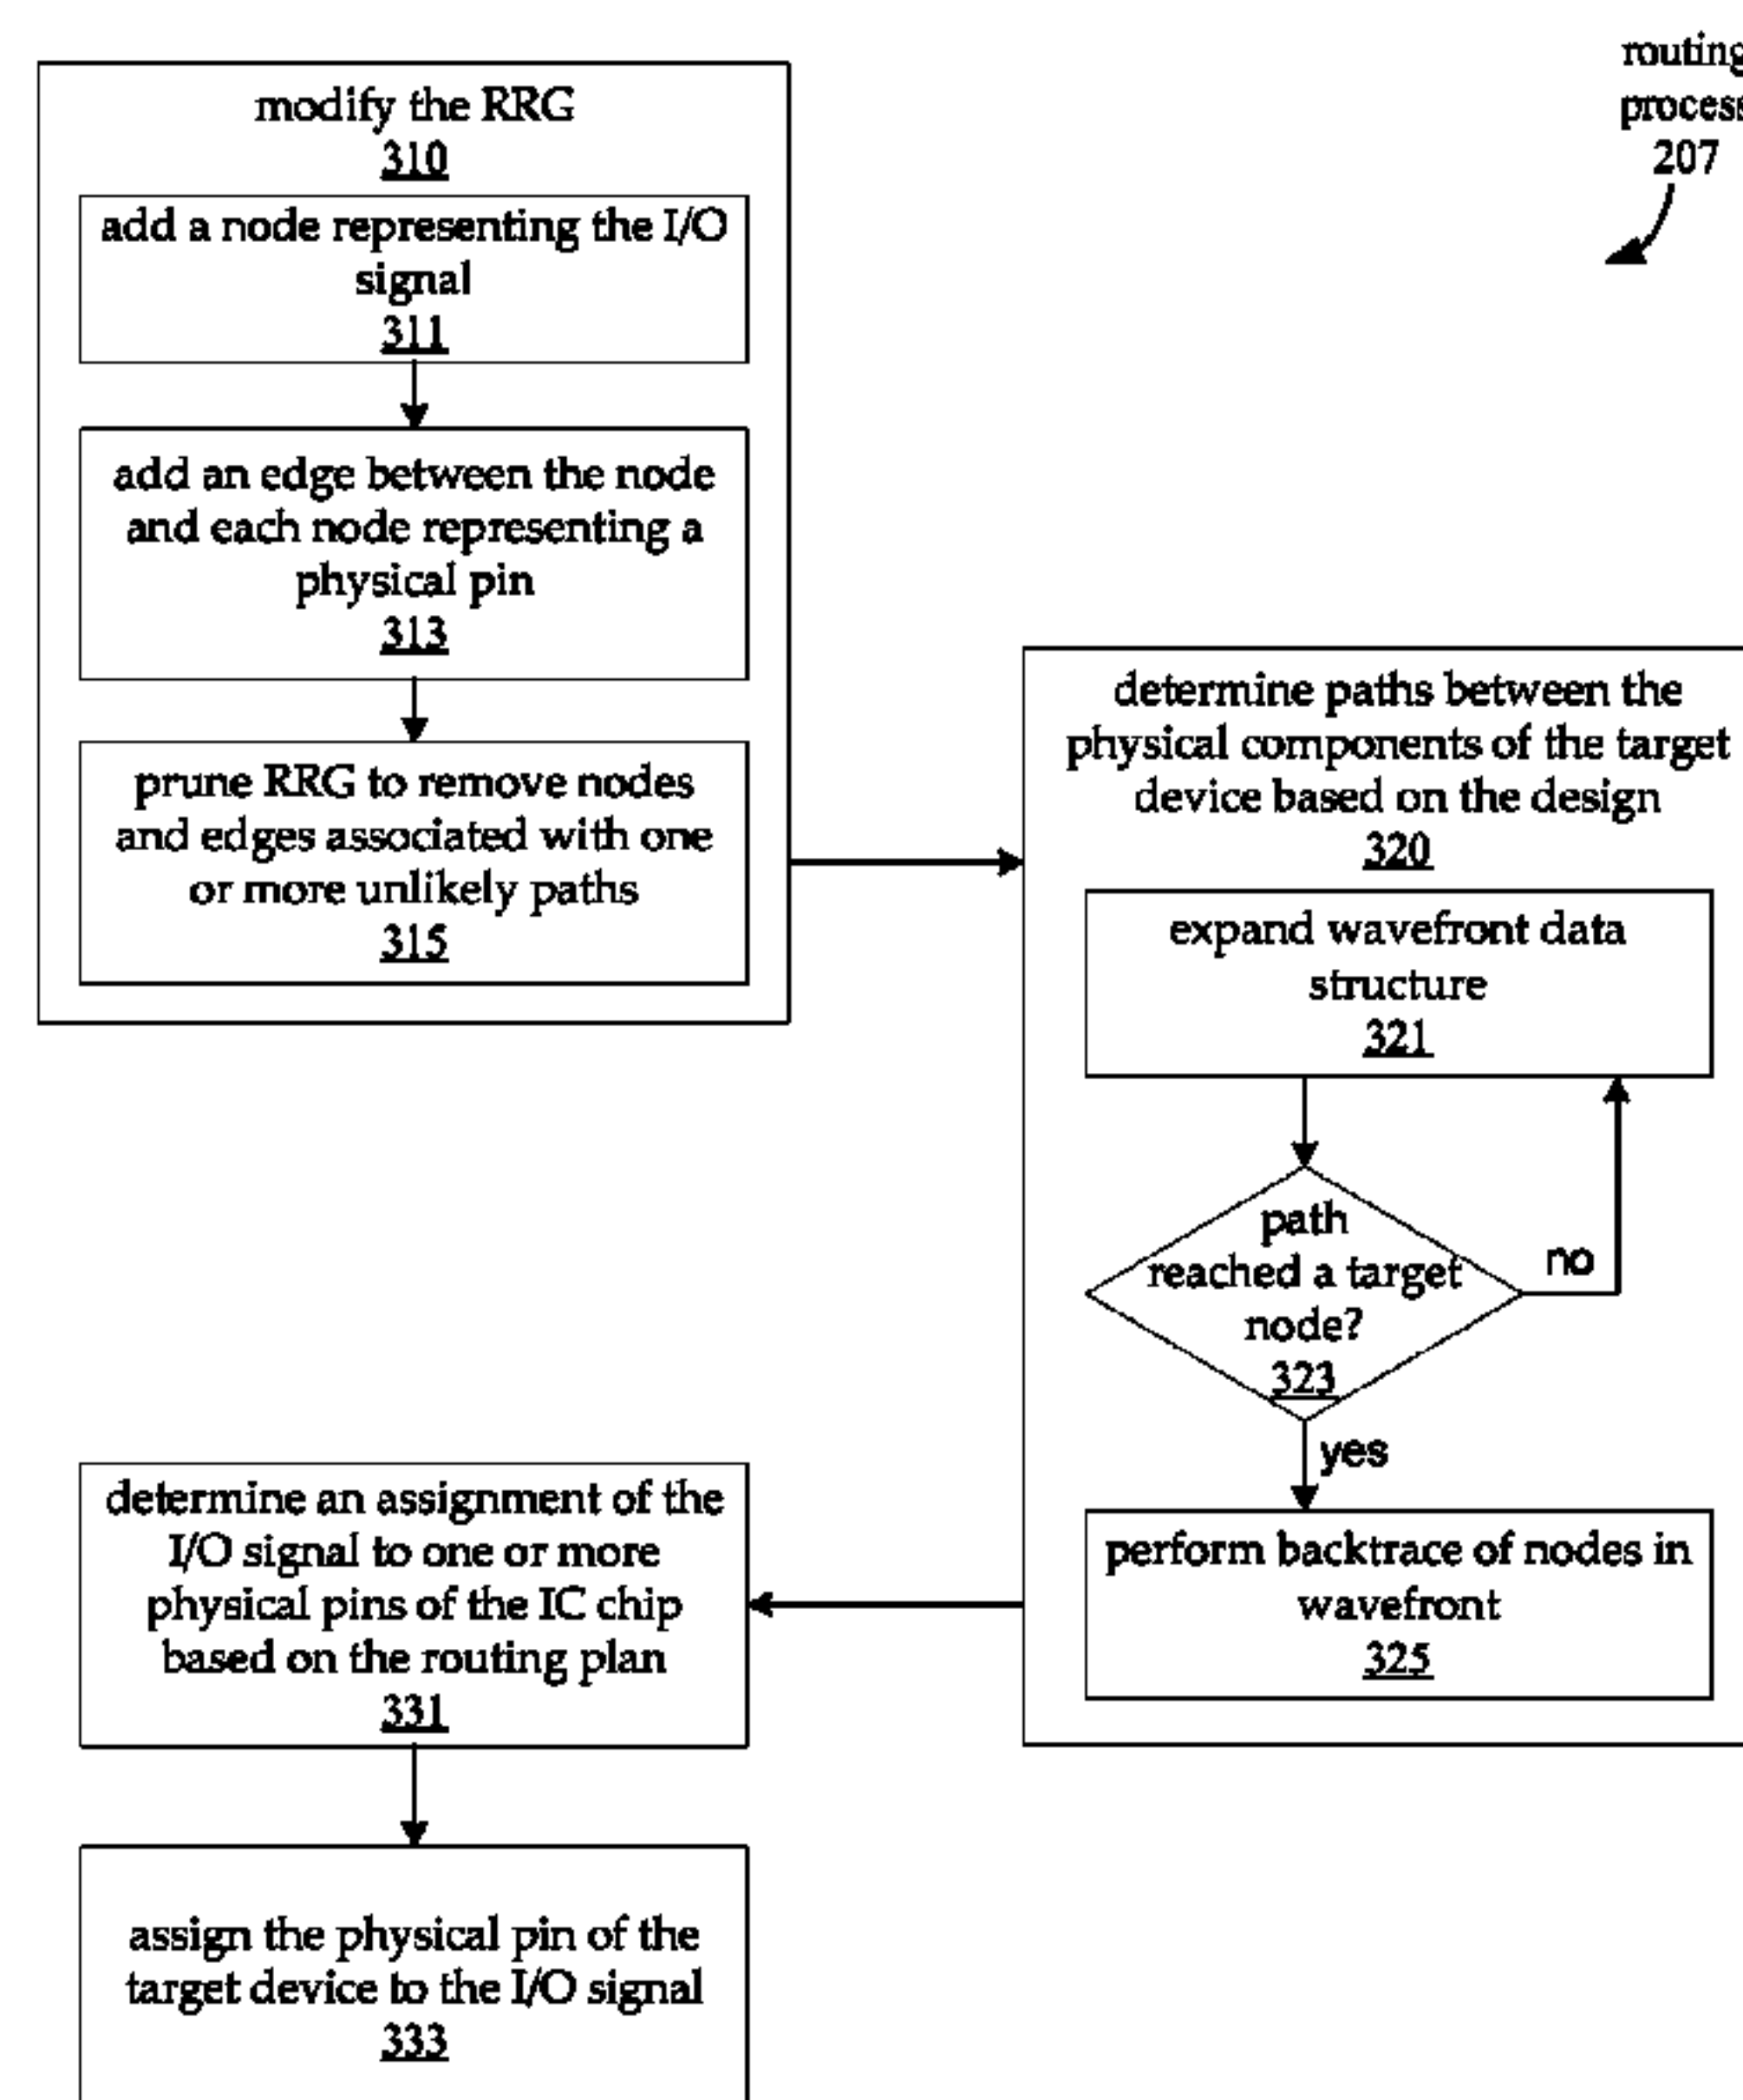 routing
process
207
modify the RRG
310
add a node representing the I/O
signal
311
add an edge between the node
and each node representing a
physical pin
313
prune RRG to remove nodes
and edges associated with one
or more unlikely paths
315
determine paths between the
physical components of the target
device based on the design
320
expand wavefront data
structure
321
path
reached a target
node?
323
no
yes
perform backtrace of nodes in
wavefront
325
determine an assignment of the
I/O signal to one or more
physical pins of the IC chip
based on the routing plan
331
assign the physical pin of the
target device to the I/O signal
333